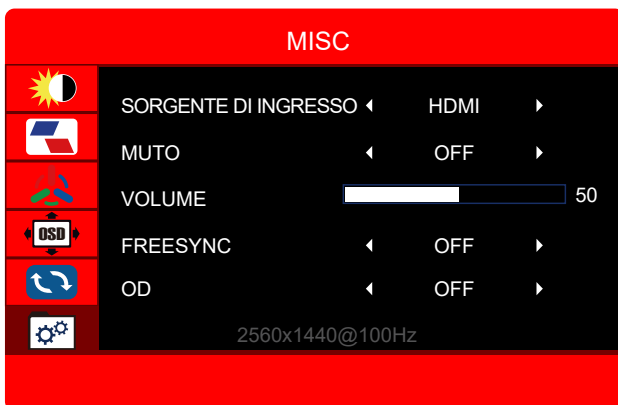 MISC
SORGENTE DI INGRESSO HDMI
MUTO OFF
VOLUME 50
OSD
FREESYNC OFF
OD OFF
2560x1440@100Hz